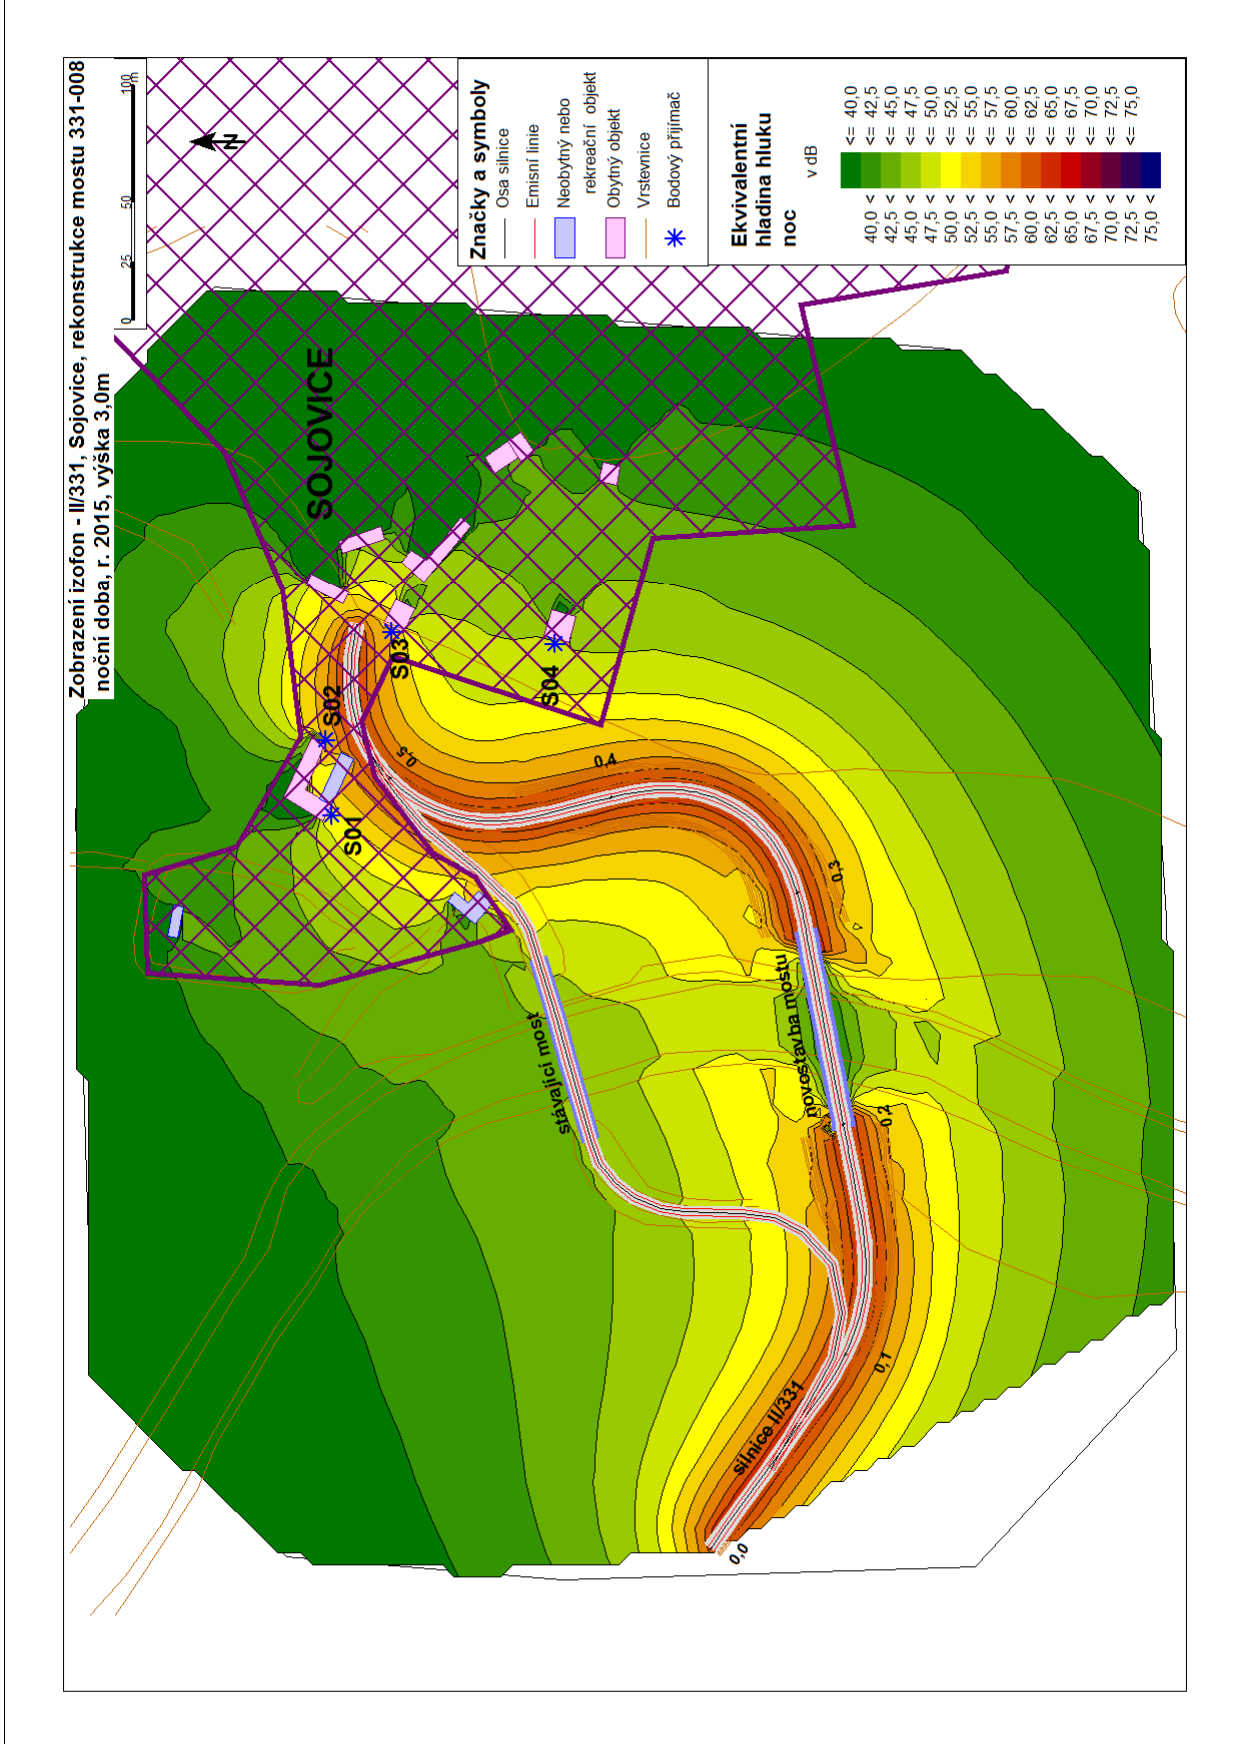 Zobrazení izofon - II/331, Sojovice, rekonstrukce mostu 331-008
noční doba, r. 2015, výška 3,0m
0 25 50 100
m
N
SOJOVICE
S01
S02
S03
S04
0,5
0,4
0,3
0,2
0,1
0,0
stávající most
novostavba mostu
silnice II/331
Značky a symboly
Osa silnice
Emisní linie
Neobytný nebo
rekreační objekt
Obytný objekt
Vrstevnice
Bodový přijímač
Ekvivalentní
hladina hluku
noc
v dB
<= 40,0
40,0 < <= 42,5
42,5 < <= 45,0
45,0 < <= 47,5
47,5 < <= 50,0
50,0 < <= 52,5
52,5 < <= 55,0
55,0 < <= 57,5
57,5 < <= 60,0
60,0 < <= 62,5
62,5 < <= 65,0
65,0 < <= 67,5
67,5 < <= 70,0
70,0 < <= 72,5
72,5 < <= 75,0
75,0 <